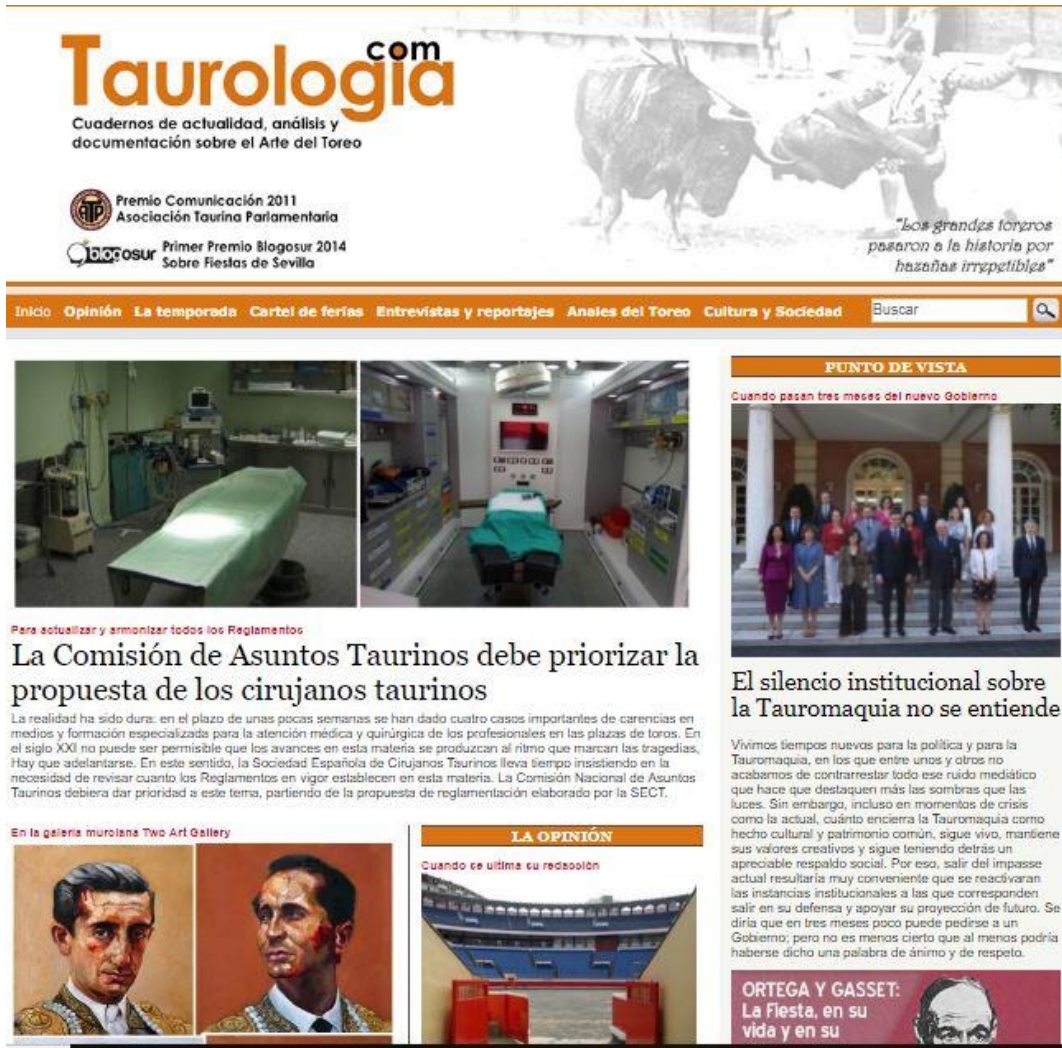 Taurología
com
Cuadernos de actualidad, análisis y
documentación sobre el Arte del Toreo
Premio Comunicación 2011
Asociación Taurina Parlamentaria
blogosur
Primer Premio Blogosur 2014
Sobre Fiestas de Sevilla
"Los grandes toreros
pasaron a la historia por
hazañas irrepetibles"
Inicio Opinión La temporada Cartel de ferias Entrevistas y reportajes Anales del Toreo Cultura y Sociedad Buscar
Para actualizar y armonizar todos los Reglamentos
La Comisión de Asuntos Taurinos debe priorizar la
propuesta de los cirujanos taurinos
La realidad ha sido dura: en el plazo de unas pocas semanas se han dado cuatro casos importantes de carencias en
medios y formación especializada para la atención médica y quirúrgica de los profesionales en las plazas de toros. En
el siglo XXI no puede ser permisible que los avances en esta materia se produzcan al ritmo que marcan las tragedias,
Hay que adelantarse. En este sentido, la Sociedad Española de Cirujanos Taurinos lleva tiempo insistiendo en la
necesidad de revisar cuanto los Reglamentos en vigor establecen en esta materia. La Comisión Nacional de Asuntos
Taurinos debiera dar prioridad a este tema, partiendo de la propuesta de reglamentación elaborado por la SECT.
En la galería murciana Two Art Gallery
LA OPINIÓN
Cuando se ultima su redacción
PUNTO DE VISTA
Cuando pasan tres meses del nuevo Gobierno
El silencio institucional sobre
la Tauromaquia no se entiende
Vivimos tiempos nuevos para la política y para la
Tauromaquia, en los que entre unos y otros no
acabamos de contrarrestar todo ese ruido mediático
que hace que destaquen más las sombras que las
luces. Sin embargo, incluso en momentos de crisis
como la actual, cuánto encierra la Tauromaquia como
hecho cultural y patrimonio común, sigue vivo, mantiene
sus valores creativos y sigue teniendo detrás un
apreciable respaldo social. Por eso, salir del impasse
actual resultaría muy conveniente que se reactivaran
las instancias institucionales a las que corresponden
salir en su defensa y apoyar su proyección de futuro. Se
diría que en tres meses poco puede pedirse a un
Gobierno; pero no es menos cierto que al menos podría
haberse dicho una palabra de ánimo y de respeto.
ORTEGA Y GASSET:
La Fiesta, en su
vida y en su